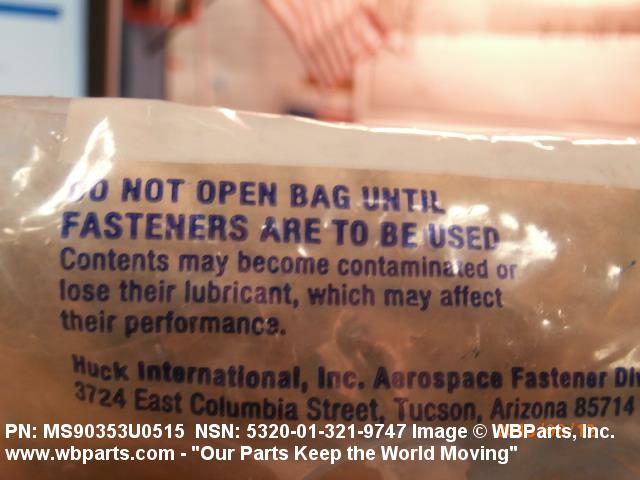 DO NOT OPEN BAG UNTIL
FASTENERS ARE TO BE USED
Contents may become contaminated or
lose their lubricant, which may affect
their performance.
Huck International, Inc. Aerospace Fastener Div
3724 East Columbia Street, Tucson, Arizona 85714
PN: MS90353U0515 NSN: 5320-01-321-9747 Image © WBParts, Inc.
www.wbparts.com - "Our Parts Keep the World Moving"